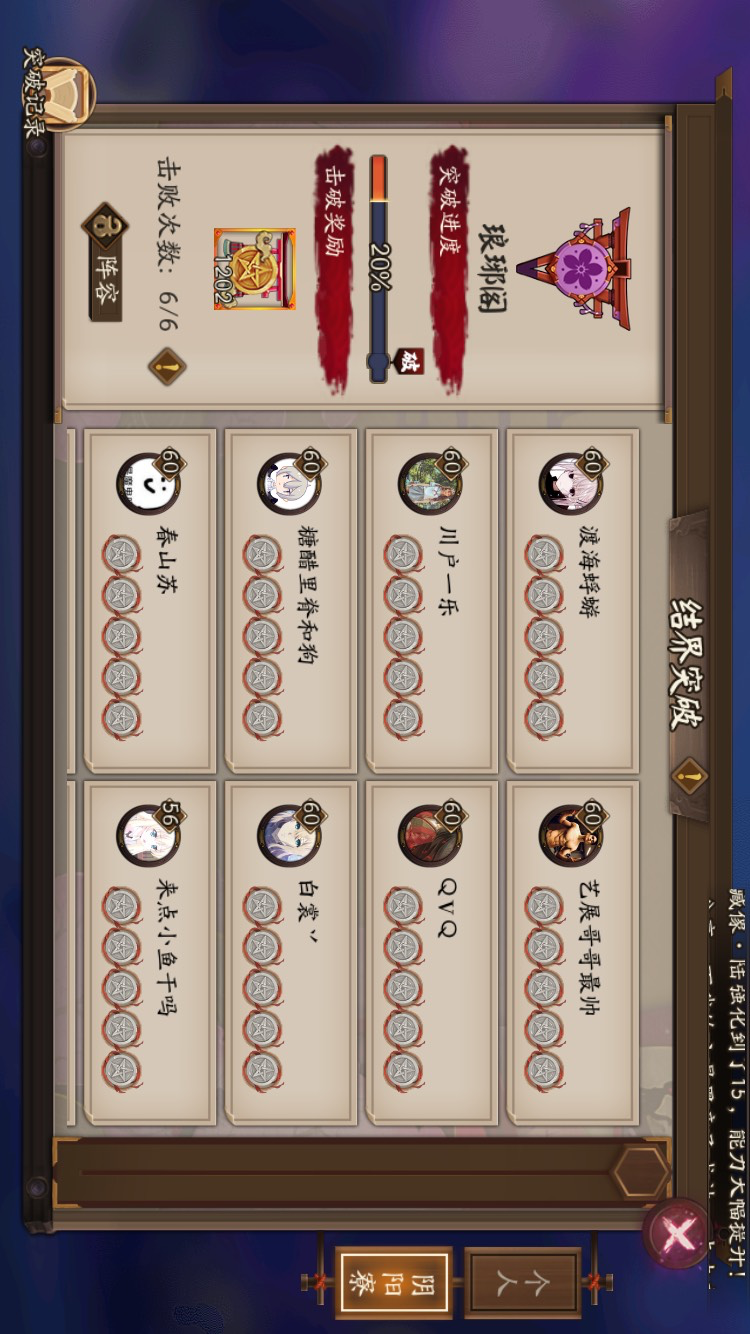 藏像·陆强化到了15，能力大幅提升！
结界突破
琅琊阁
突破进度
破
20%
击破奖励
1202
击败次数：6/6
阵容
突破记录
60
渡海蜉蝣
60
艺展哥哥最帅
60
川户一乐
60
QVQ
60
糖醋里脊和狗
60
白裳丷
60
春山苏
56
来点小鱼干吗
个人
阴阳寮